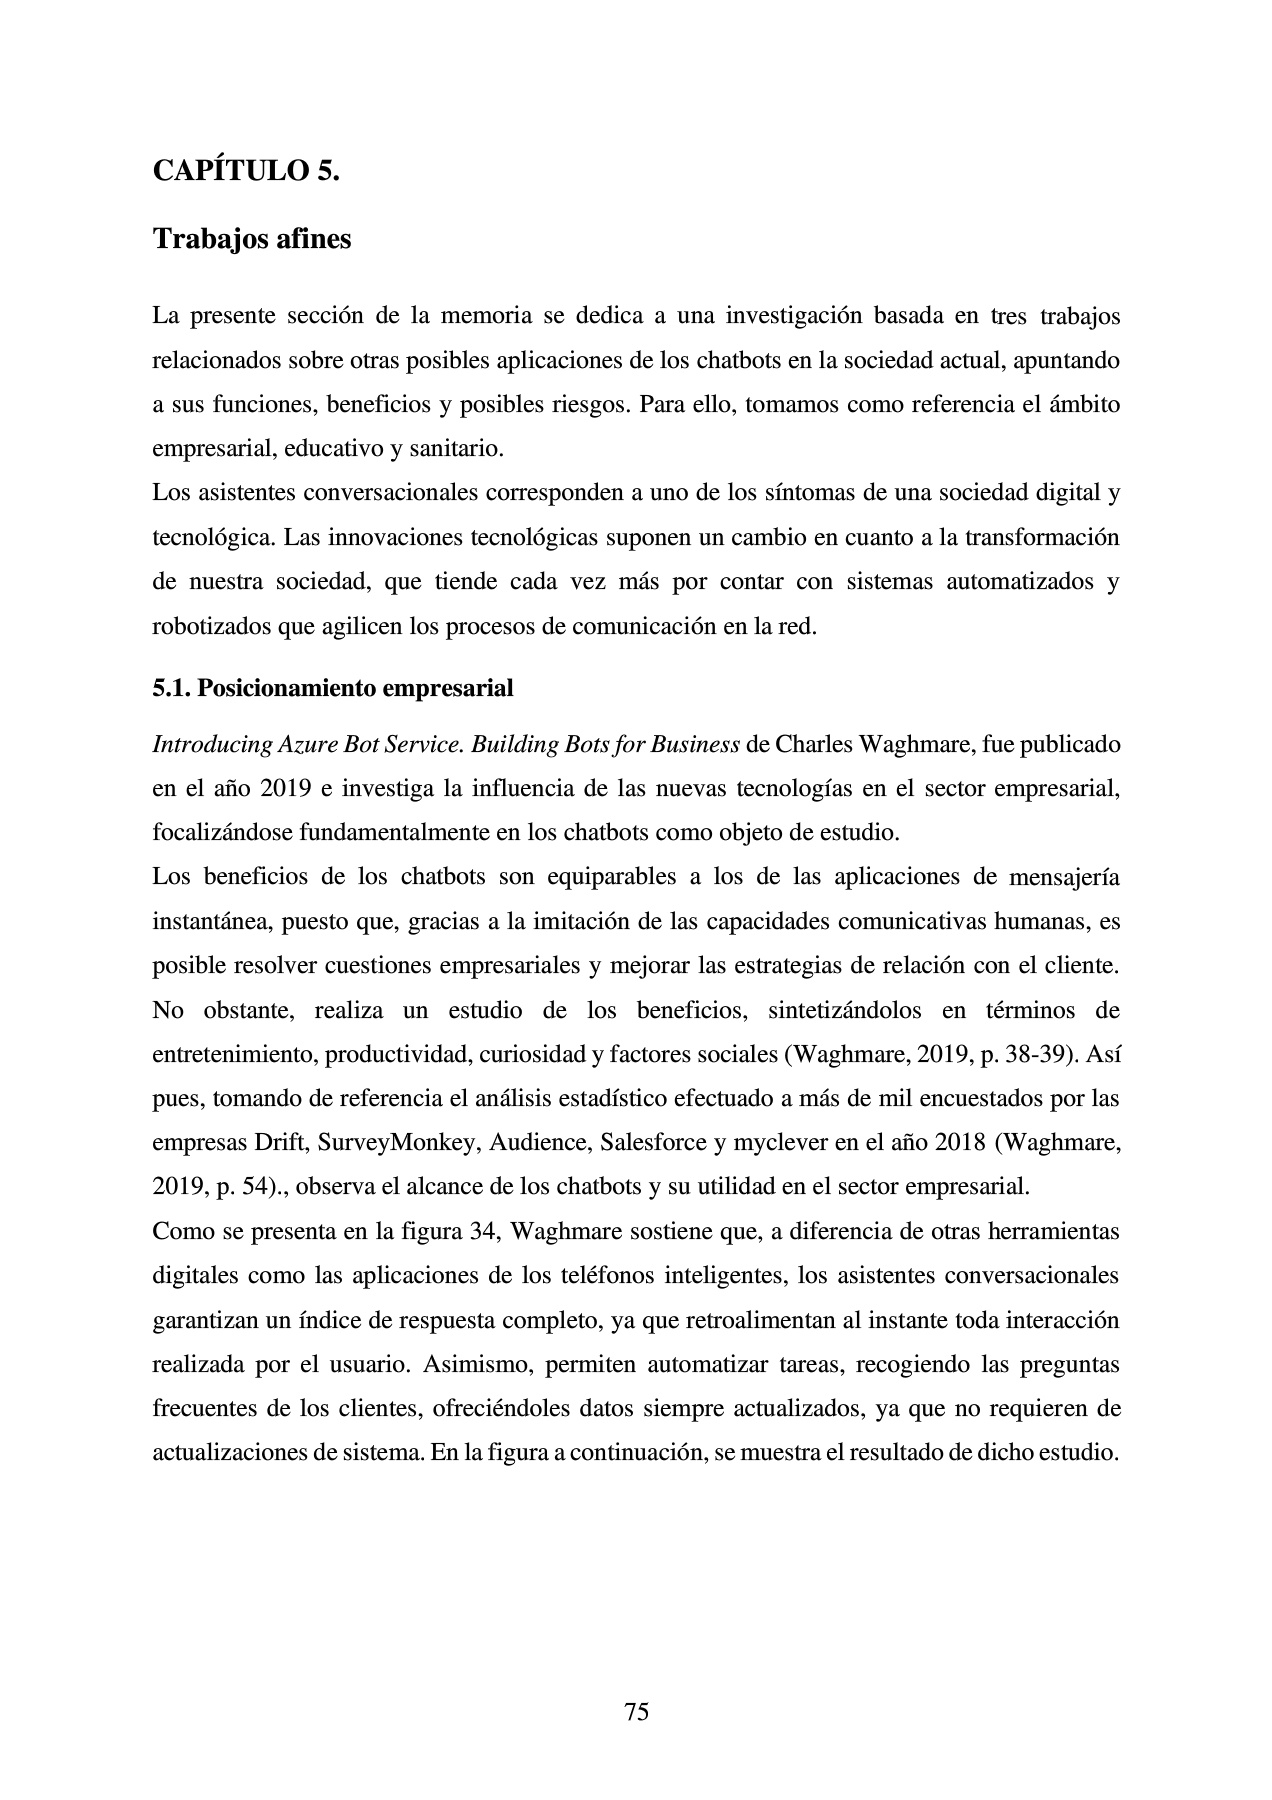 CAPÍTULO 5.
Trabajos afines
La presente sección de la memoria se dedica a una investigación basada en tres trabajos
relacionados sobre otras posibles aplicaciones de los chatbots en la sociedad actual, apuntando
a sus funciones, beneficios y posibles riesgos. Para ello, tomamos como referencia el ámbito
empresarial, educativo y sanitario.
Los asistentes conversacionales corresponden a uno de los síntomas de una sociedad digital y
tecnológica. Las innovaciones tecnológicas suponen un cambio en cuanto a la transformación
de nuestra sociedad, que tiende cada vez más por contar con sistemas automatizados y
robotizados que agilicen los procesos de comunicación en la red.
5.1. Posicionamiento empresarial
Introducing Azure Bot Service. Building Bots for Business de Charles Waghmare, fue publicado
en el año 2019 e investiga la influencia de las nuevas tecnologías en el sector empresarial,
focalizándose fundamentalmente en los chatbots como objeto de estudio.
Los beneficios de los chatbots son equiparables a los de las aplicaciones de mensajería
instantánea, puesto que, gracias a la imitación de las capacidades comunicativas humanas, es
posible resolver cuestiones empresariales y mejorar las estrategias de relación con el cliente.
No obstante, realiza un estudio de los beneficios, sintetizándolos en términos de
entretenimiento, productividad, curiosidad y factores sociales (Waghmare, 2019, p. 38-39). Así
pues, tomando de referencia el análisis estadístico efectuado a más de mil encuestados por las
empresas Drift, SurveyMonkey, Audience, Salesforce y myclever en el año 2018 (Waghmare,
2019, p. 54)., observa el alcance de los chatbots y su utilidad en el sector empresarial.
Como se presenta en la figura 34, Waghmare sostiene que, a diferencia de otras herramientas
digitales como las aplicaciones de los teléfonos inteligentes, los asistentes conversacionales
garantizan un índice de respuesta completo, ya que retroalimentan al instante toda interacción
realizada por el usuario. Asimismo, permiten automatizar tareas, recogiendo las preguntas
frecuentes de los clientes, ofreciéndoles datos siempre actualizados, ya que no requieren de
actualizaciones de sistema. En la figura a continuación, se muestra el resultado de dicho estudio.
75